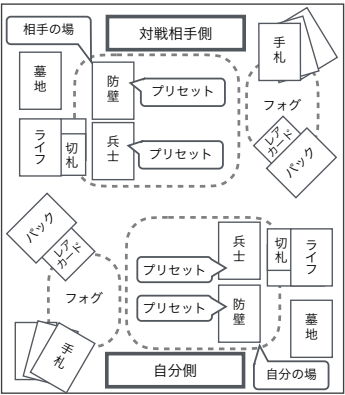 相手の場
対戦相手側
手札
墓地
防壁
プリセット
フォグ
ライフ
切札
兵士
プリセット
レアカード
パック
パック
レアカード
フォグ
手札
兵士
プリセット
切札
ライフ
プリセット
防壁
墓地
自分側
自分の場